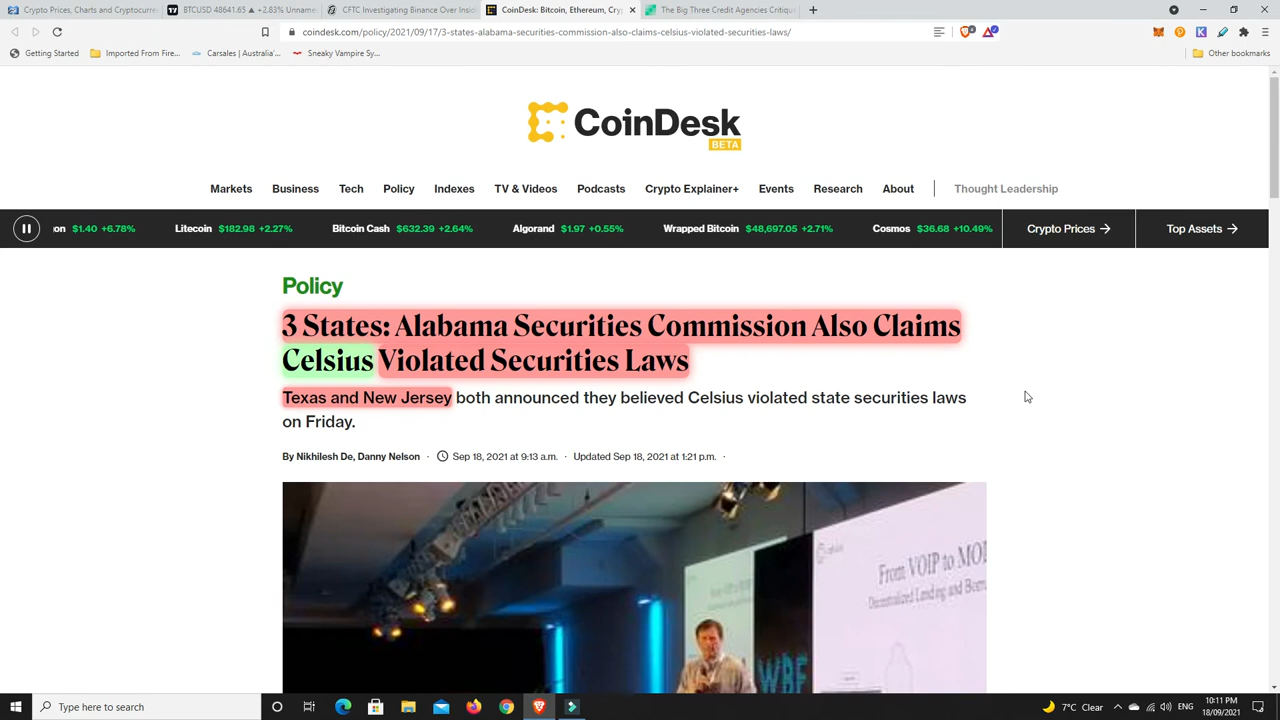 Crypto Prices, Charts and Cryptocurr
BTCUSD 48641.65 ▲ +2.83% Unname
CFTC Investigating Binance Over Insi
CoinDesk: Bitcoin, Ethereum, Cry
The Big Three Credit Agencies Critiqu
coindesk.com/policy/2021/09/17/3-states-alabama-securities-commission-also-claims-celsius-violated-securities-laws/
Getting Started
Imported From Fire...
Carsales | Australia'...
Sneaky Vampire Sy...
Other bookmarks
CoinDesk
BETA
Markets Business Tech Policy Indexes TV & Videos Podcasts Crypto Explainer+ Events Research About Thought Leadership
on $1.40 +6.78% Litecoin $182.98 +2.27% Bitcoin Cash $632.39 +2.64% Algorand $1.97 +0.55% Wrapped Bitcoin $48,697.05 +2.71% Cosmos $36.68 +10.49% Crypto Prices → Top Assets →
Policy
3 States: Alabama Securities Commission Also Claims
Celsius Violated Securities Laws
Texas and New Jersey both announced they believed Celsius violated state securities laws
on Friday.
By Nikhilesh De, Danny Nelson · Sep 18, 2021 at 9:13 a.m. · Updated Sep 18, 2021 at 1:21 p.m. ·
From VOIP to MO
Decentralized Lending and Borr
WBF
Type here to search
7°C Clear
ENG
10:11 PM
18/09/2021